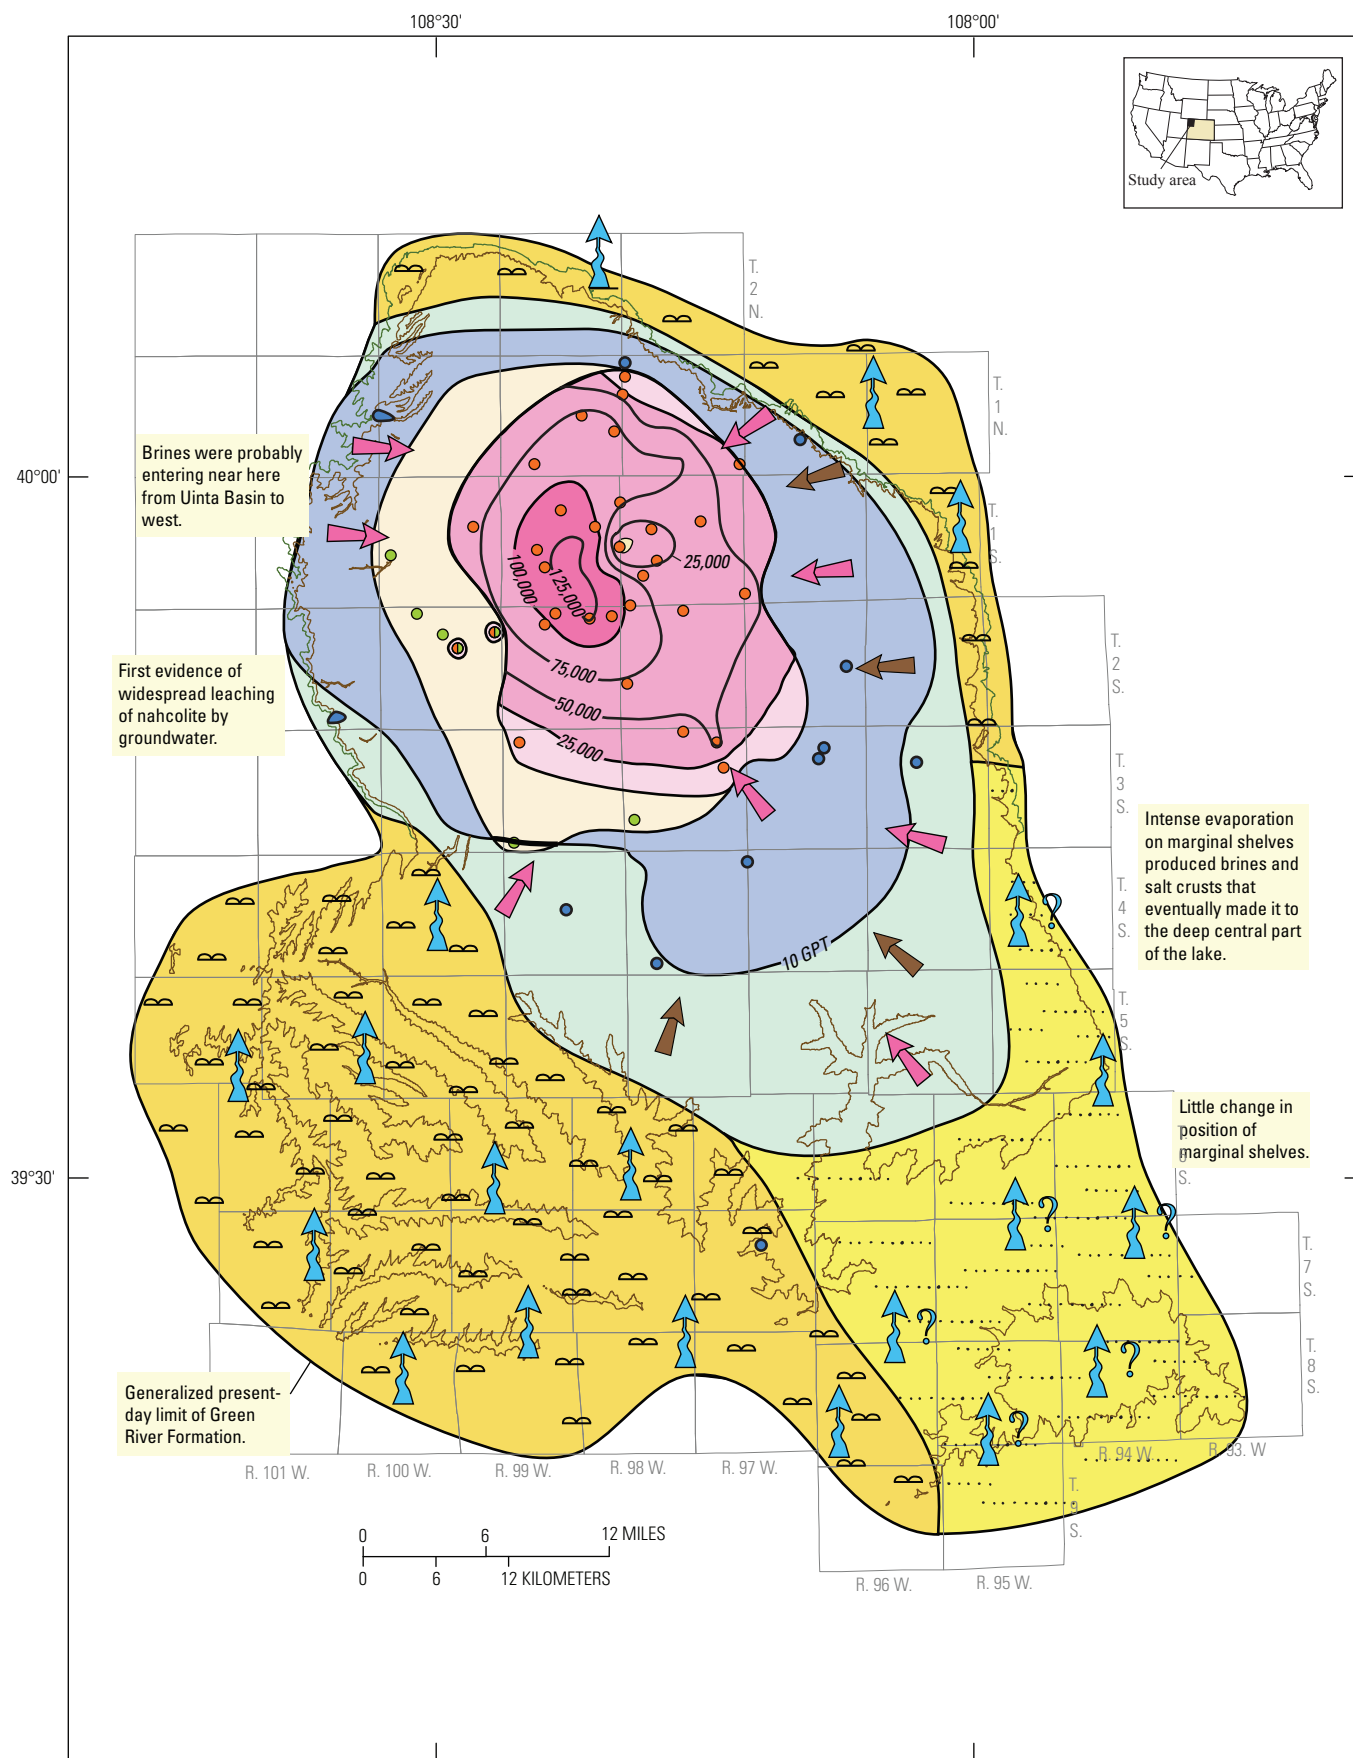 108°30'
108°00'
Study area
T.
2
N.
T.
1
N.
Brines were probably
entering near here
from Uinta Basin to
west.
40°00'
T.
1
S.
25,000
100,000
125,000
T.
2
S.
First evidence of
widespread leaching
of nahcolite by
groundwater.
75,000
50,000
25,000
T.
3
S.
Intense evaporation
on marginal shelves
produced brines and
salt crusts that
eventually made it to
the deep central part
of the lake.
T.
4
S.
?
10 GPT
T.
5
S.
Little change in
position of
marginal shelves.
T.
6
S.
39°30'
?
?
T.
7
S.
?
?
T.
8
S.
Generalized present-
day limit of Green
River Formation.
?
R. 101 W.
R. 100 W.
R. 99 W.
R. 98 W.
R. 97 W.
R. 94 W.
R. 93. W
T.
9
S.
0
6
12 MILES
0
6
12 KILOMETERS
R. 96 W.
R. 95 W.